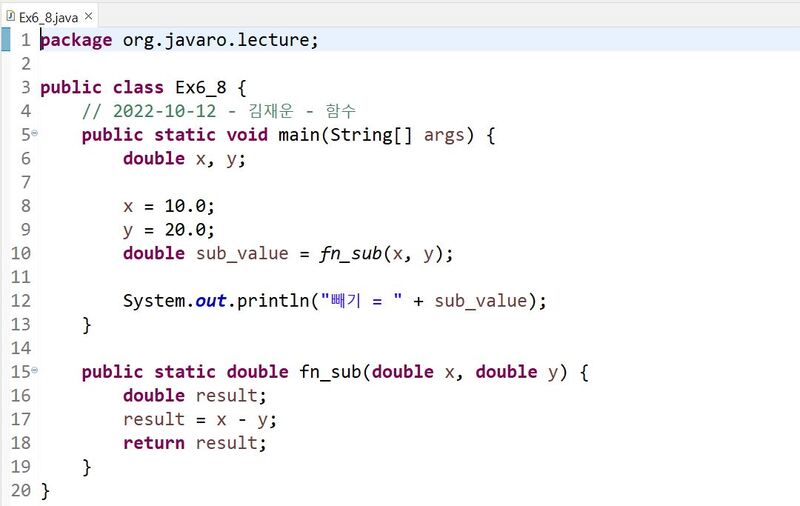 Ex6_8.java
1 package org.javaro.lecture;
2
3 public class Ex6_8 {
4     // 2022-10-12 - 김재운 - 함수
5     public static void main(String[] args) {
6         double x, y;
7
8         x = 10.0;
9         y = 20.0;
10         double sub_value = fn_sub(x, y);
11
12         System.out.println("빼기 = " + sub_value);
13     }
14
15     public static double fn_sub(double x, double y) {
16         double result;
17         result = x - y;
18         return result;
19     }
20 }